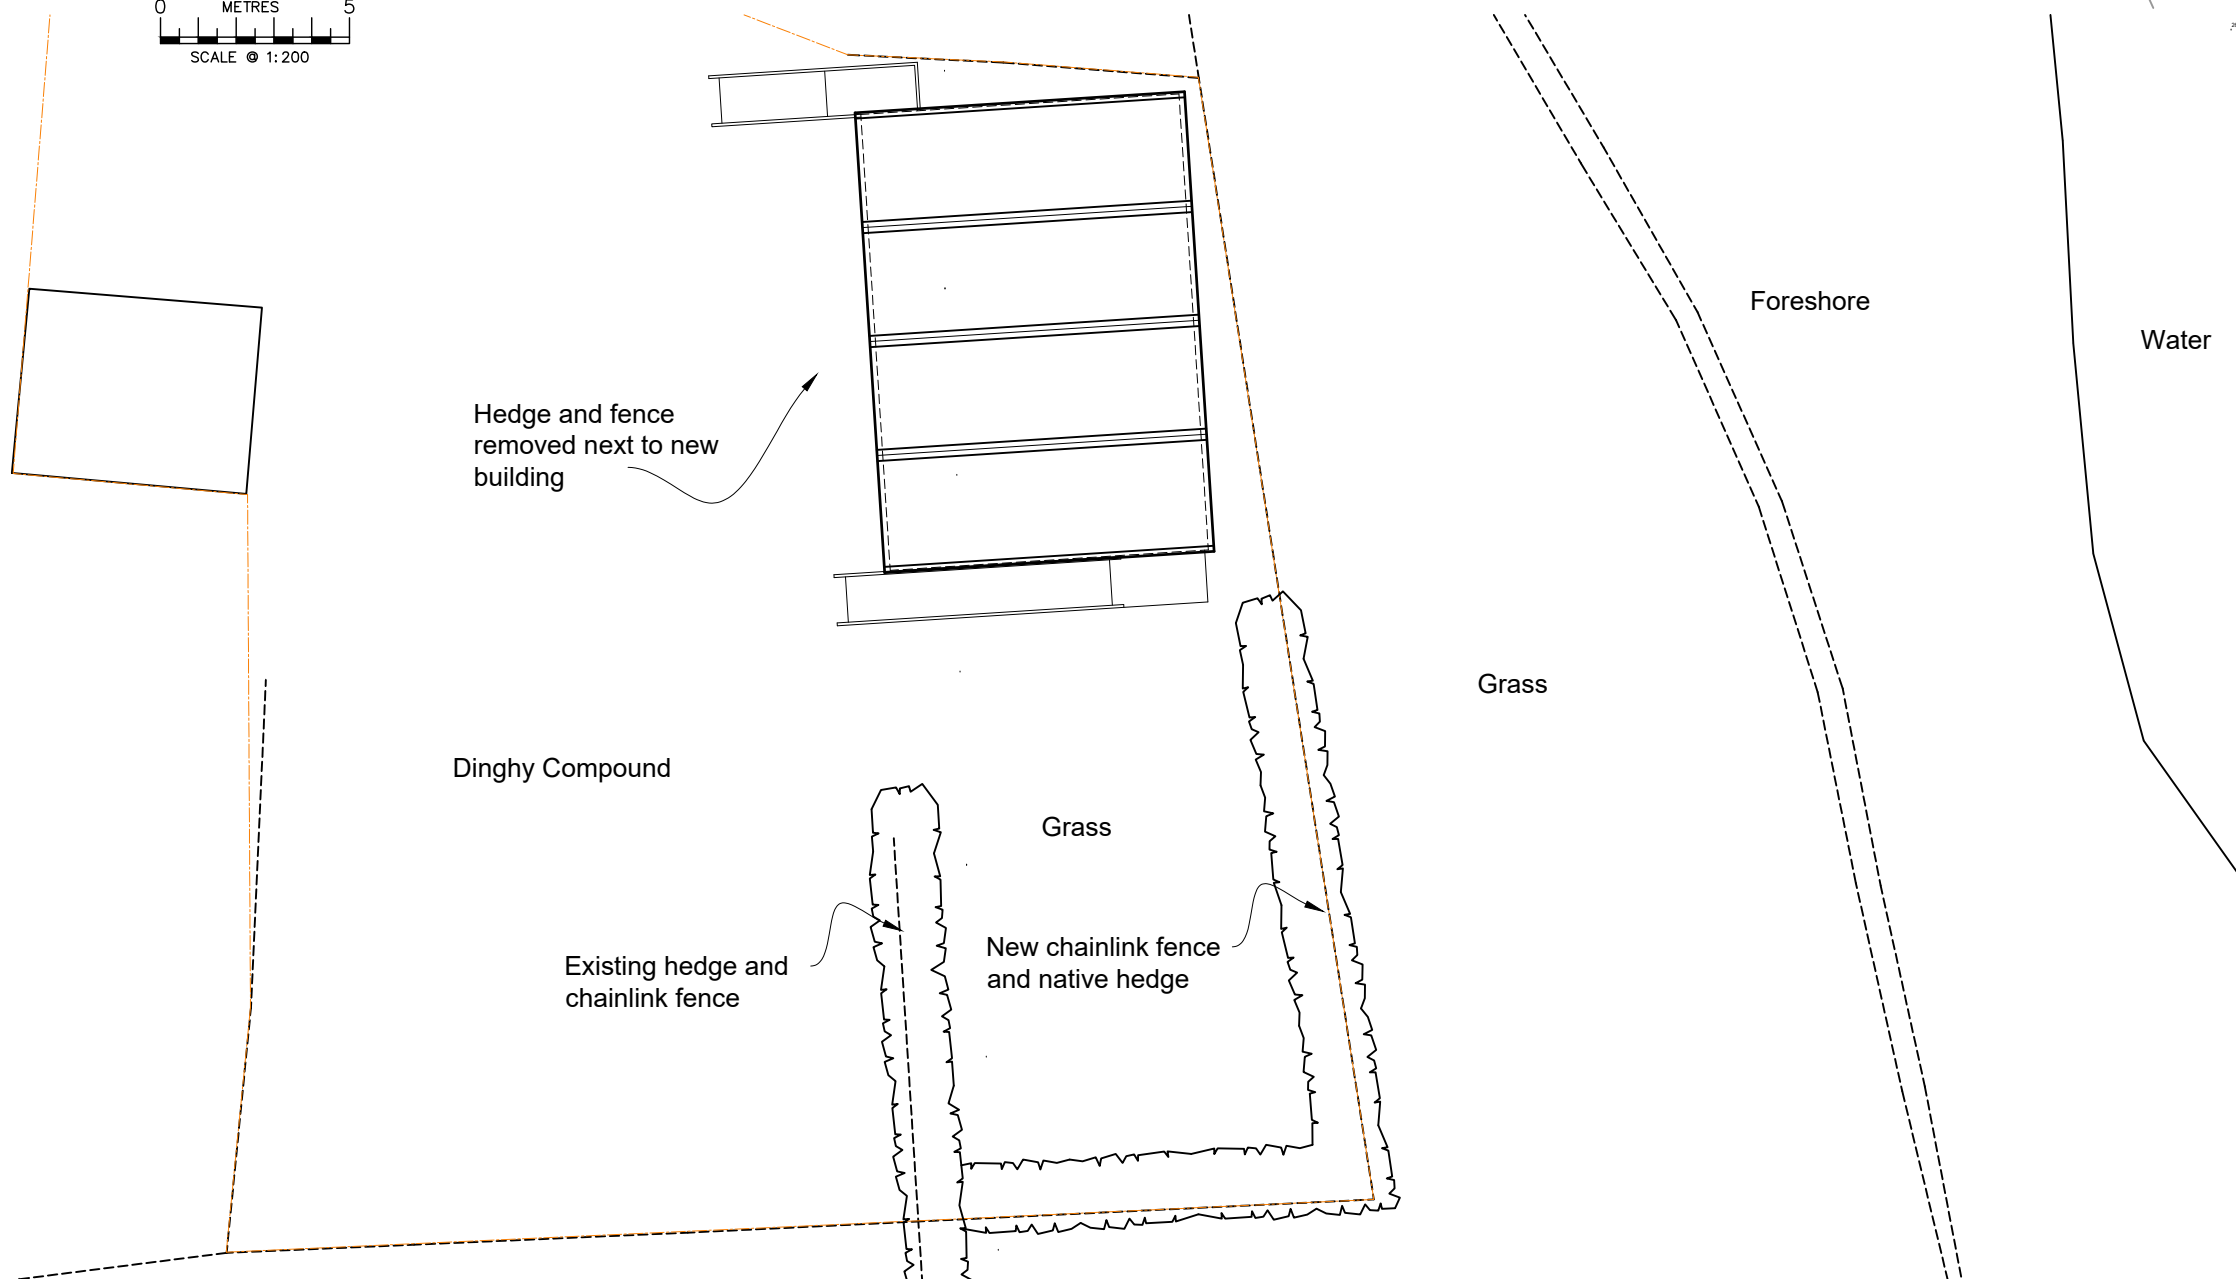 0 METRES 5
SCALE @ 1:200
Foreshore
Water
Hedge and fence
removed next to new
building
Grass
Dinghy Compound
Grass
New chainlink fence
and native hedge
Existing hedge and
chainlink fence